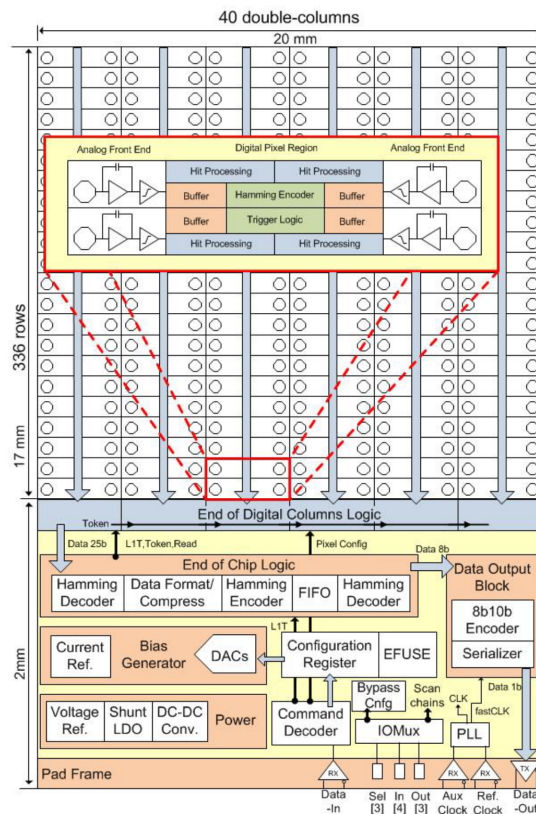 40 double-columns
20 mm
336 rows
17 mm
2mm
Analog Front End
Digital Pixel Region
Analog Front End
Hit Processing
Hit Processing
Buffer
Hamming Encoder
Buffer
Buffer
Trigger Logic
Buffer
Hit Processing
Hit Processing
End of Digital Columns Logic
Token
Data 25b
L1T,Token,Read
Pixel Config
Data 8b
End of Chip Logic
Hamming
Decoder
Data Format/
Compress
Hamming
Encoder
FIFO
Hamming
Decoder
Data Output
Block
8b10b
Encoder
Serializer
L1T
Current
Ref.
Bias
Generator
DACs
Configuration
Register
EFUSE
Data 1b
Bypass
Cnfg
Scan
chains
CLK
fastCLK
Voltage
Ref.
Shunt
LDO
DC-DC
Conv.
Power
Command
Decoder
IOMux
PLL
Pad Frame
RX
RX
RX
TX
Data
-In
Sel
[3]
In
[4]
Out
[3]
Aux
Clock
Ref.
Clock
Data
-Out